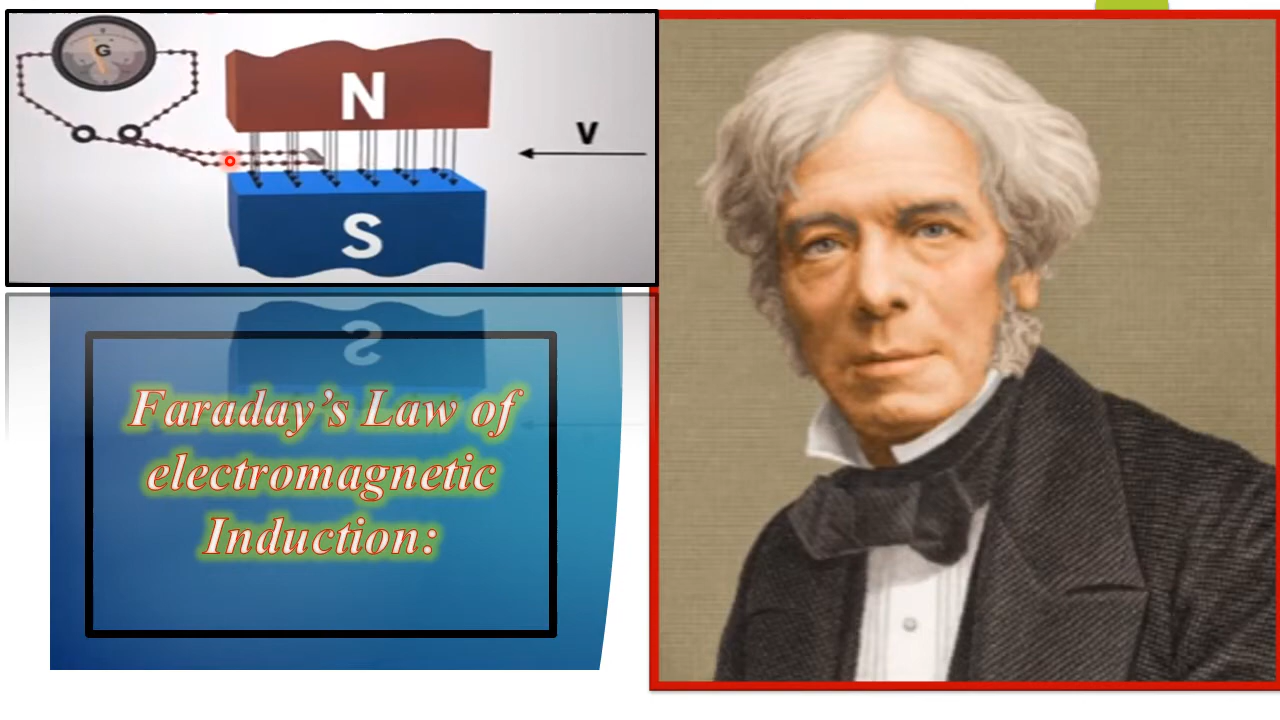 G
N
V
S
Faraday’s Law of
electromagnetic
Induction: